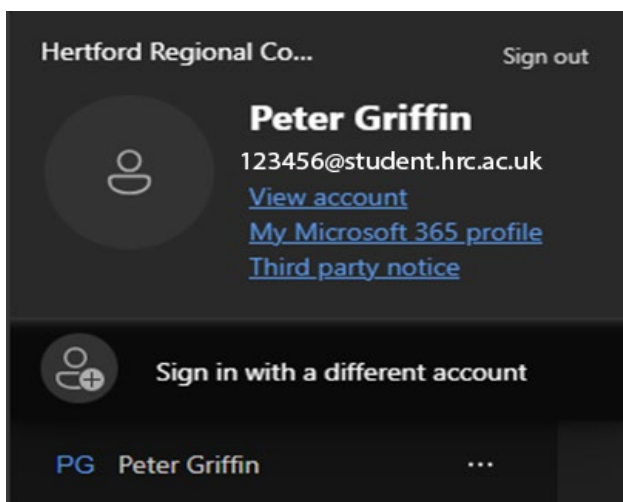 Hertford Regional Co... Sign out
Peter Griffin
123456@student.hrc.ac.uk
View account
My Microsoft 365 profile
Third party notice
Sign in with a different account
PG Peter Griffin ...